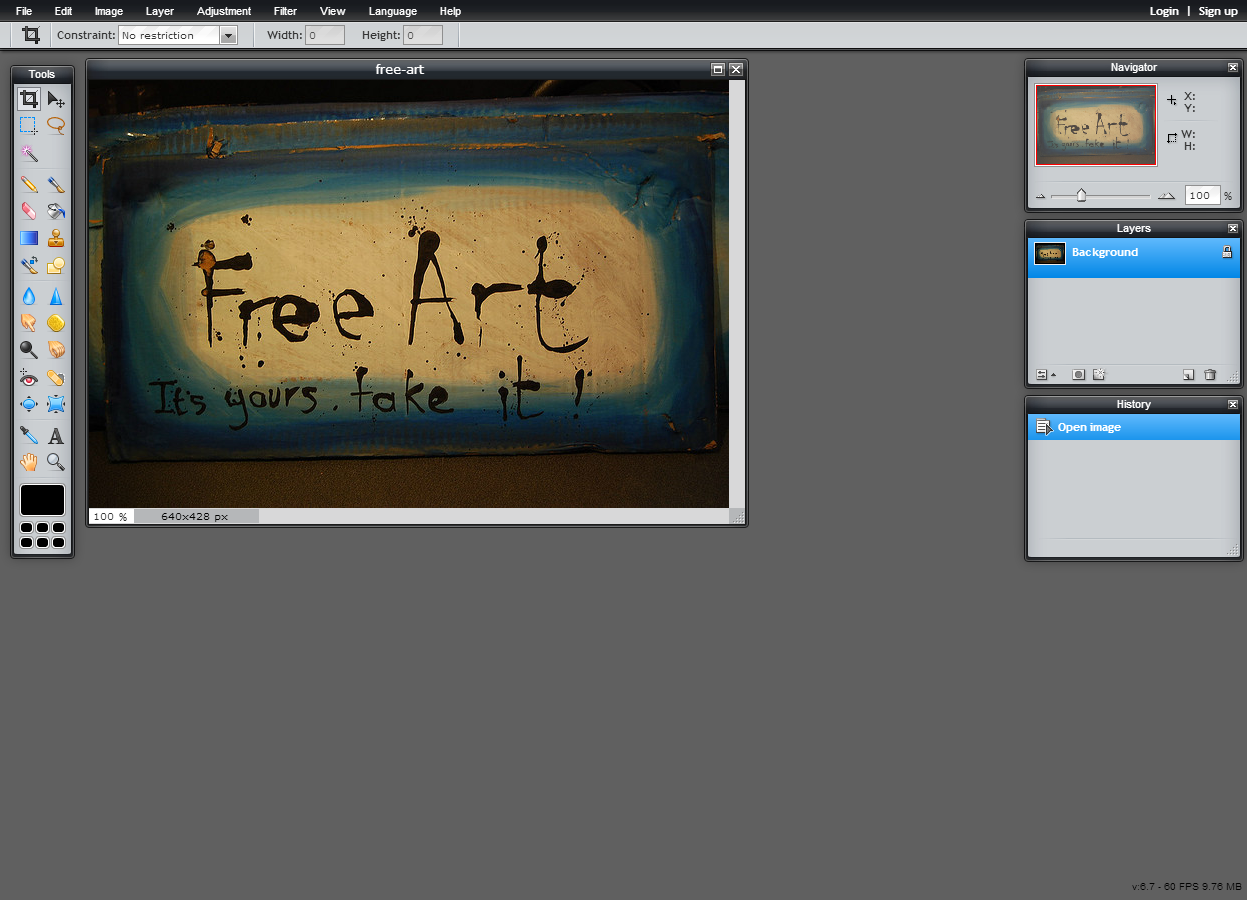 File Edit Image Layer Adjustment Filter View Language Help Login | Sign up
Constraint: No restriction Width: 0 Height: 0
Tools
free-art
Free Art
It's yours. take it!
100 % 640x428 px
Navigator
X:
Y:
W:
H:
100 %
Layers
Background
History
Open image
v:6.7 - 60 FPS 9.76 MB